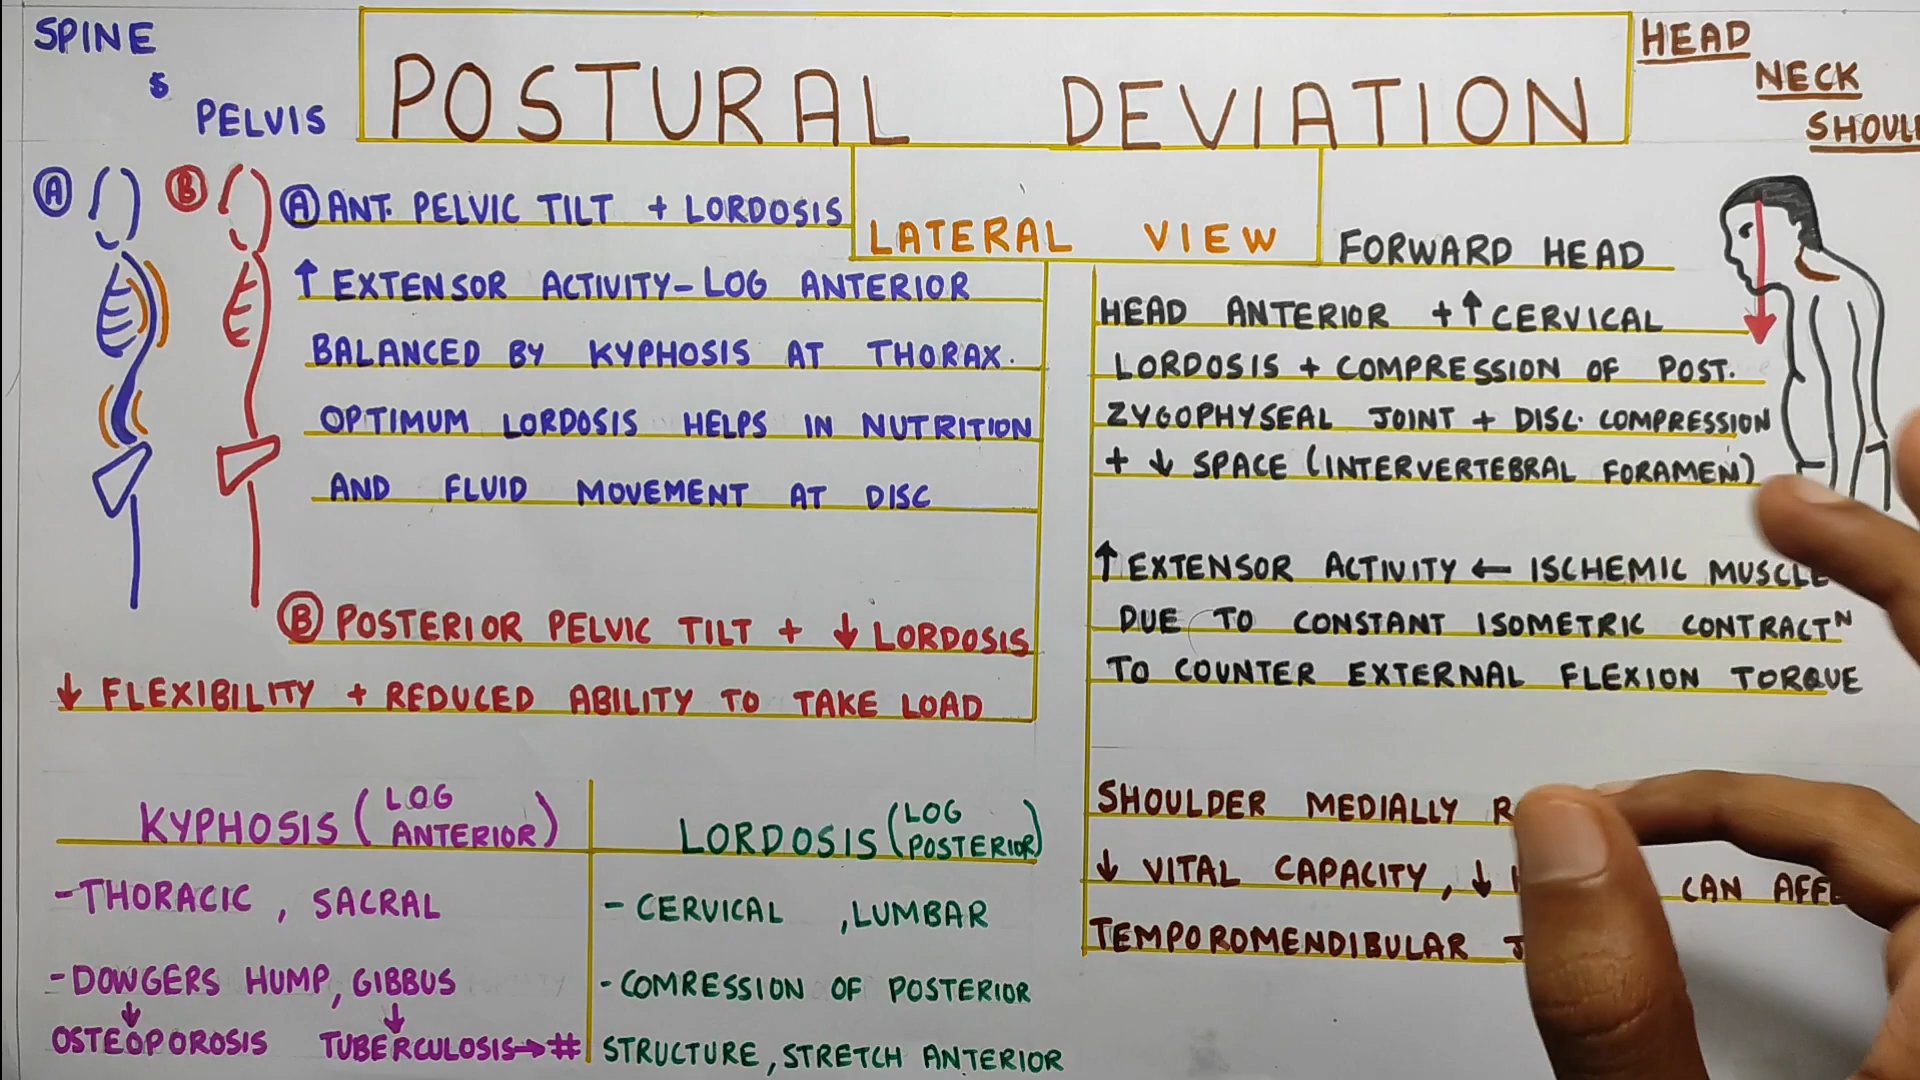 SPINE
&
PELVIS
POSTURAL DEVIATION
HEAD
NECK
LATERAL VIEW
A
B
A ANT. PELVIC TILT + LORDOSIS
↑ EXTENSOR ACTIVITY-LOG ANTERIOR
BALANCED BY KYPHOSIS AT THORAX.
OPTIMUM LORDOSIS HELPS IN NUTRITION
AND FLUID MOVEMENT AT DISC
B POSTERIOR PELVIC TILT + ↓ LORDOSIS
↓ FLEXIBILITY + REDUCED ABILITY TO TAKE LOAD
KYPHOSIS (LOG ANTERIOR)
-THORACIC, SACRAL
-DOWGERS HUMP, GIBBUS
↓ ↓
OSTEOPOROSIS TUBERCULOSIS→#
LORDOSIS (LOG POSTERIOR)
- CERVICAL, LUMBAR
-COMRESSION OF POSTERIOR
STRUCTURE, STRETCH ANTERIOR
FORWARD HEAD
HEAD ANTERIOR +↑ CERVICAL
LORDOSIS + COMPRESSION OF POST.
ZYGOPHYSEAL JOINT + DISC. COMPRESSION
+ ↓ SPACE (INTERVERTEBRAL FORAMEN)
↑ EXTENSOR ACTIVITY ← ISCHEMIC MUSCLE
DUE TO CONSTANT ISOMETRIC CONTRACTN
TO COUNTER EXTERNAL FLEXION TORQUE
SHOULDER MEDIALLY
↓ VITAL CAPACITY, ↓ CAN
TEMPOROMENDIBULAR